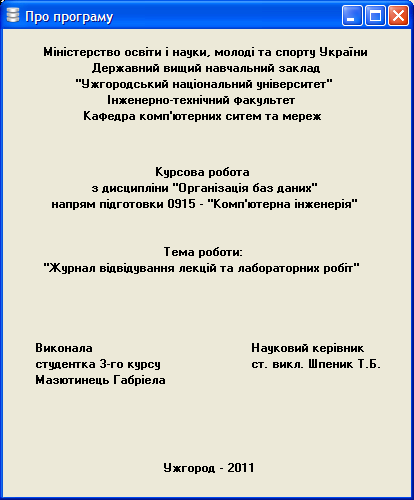 Про програму
Міністерство освіти і науки, молоді та спорту України
Державний вищий навчальний заклад
"Ужгородський національний університет"
Інженерно-технічний факультет
Кафедра комп'ютерних ситем та мереж
Курсова робота
з дисципліни "Організація баз даних"
напрям підготовки 0915 - "Комп'ютерна інженерія"
Тема роботи:
"Журнал відвідування лекцій та лабораторних робіт"
Виконала
студентка 3-го курсу
Мазютинець Габріела
Науковий керівник
ст. викл. Шпеник Т.Б.
Ужгород - 2011